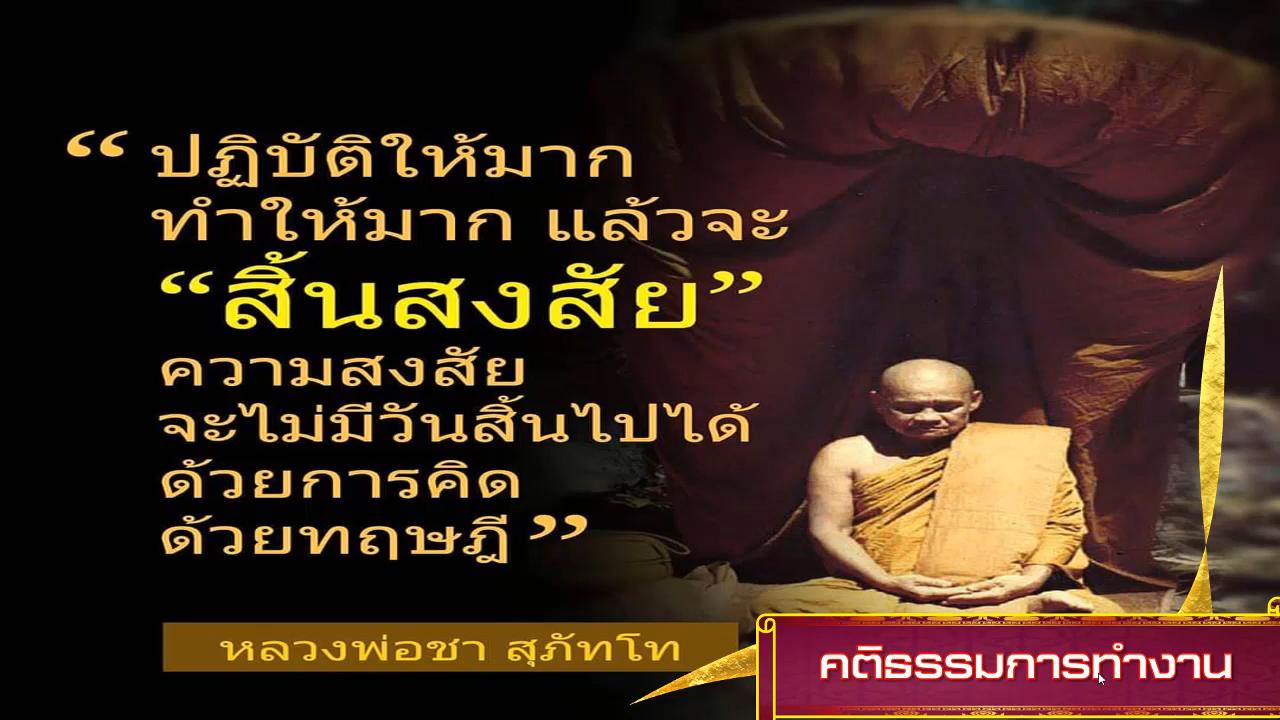 “ ปฏิบัติให้มาก
ทำให้มาก แล้วจะ
“สิ้นสงสัย”
ความสงสัย
จะไม่มีวันสิ้นไปได้
ด้วยการคิด
ด้วยทฤษฎี ”
หลวงพ่อชา สุภัทโท
คติธรรมการทำงาน